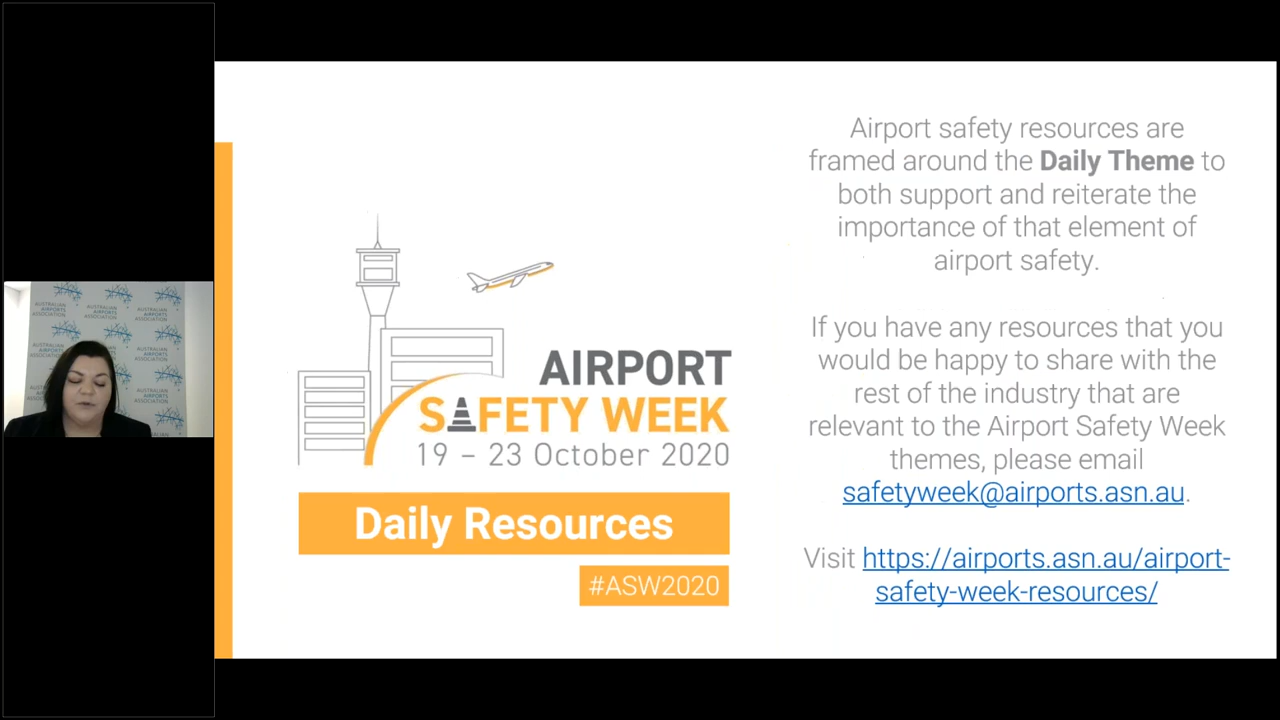 Airport safety resources are
framed around the Daily Theme to
both support and reiterate the
importance of that element of
airport safety.
If you have any resources that you
would be happy to share with the
rest of the industry that are
relevant to the Airport Safety Week
themes, please email
safetyweek@airports.asn.au.
Visit https://airports.asn.au/airport-
safety-week-resources/
AIRPORT
SAFETY WEEK
19 – 23 October 2020
Daily Resources
#ASW2020
AUSTRALIAN
AIRPORTS
ASSOCIATION